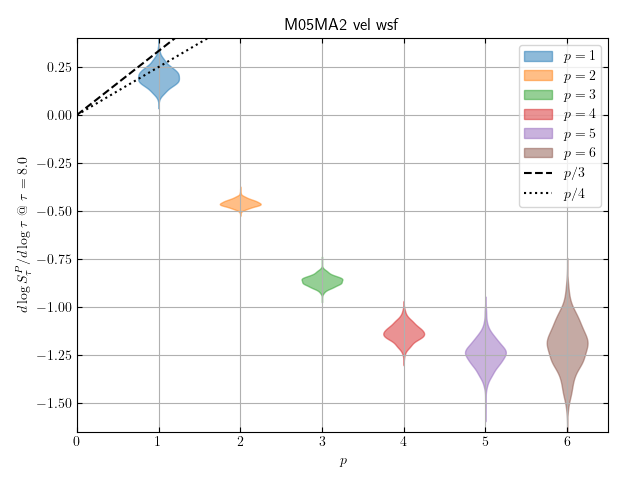 M05MA2 vel wsf
d log S_τ^p / d log τ @ τ = 8.0
0.25
0.00
−0.25
−0.50
−0.75
−1.00
−1.25
−1.50
0 1 2 3 4 5 6
p
p = 1
p = 2
p = 3
p = 4
p = 5
p = 6
p/3
p/4